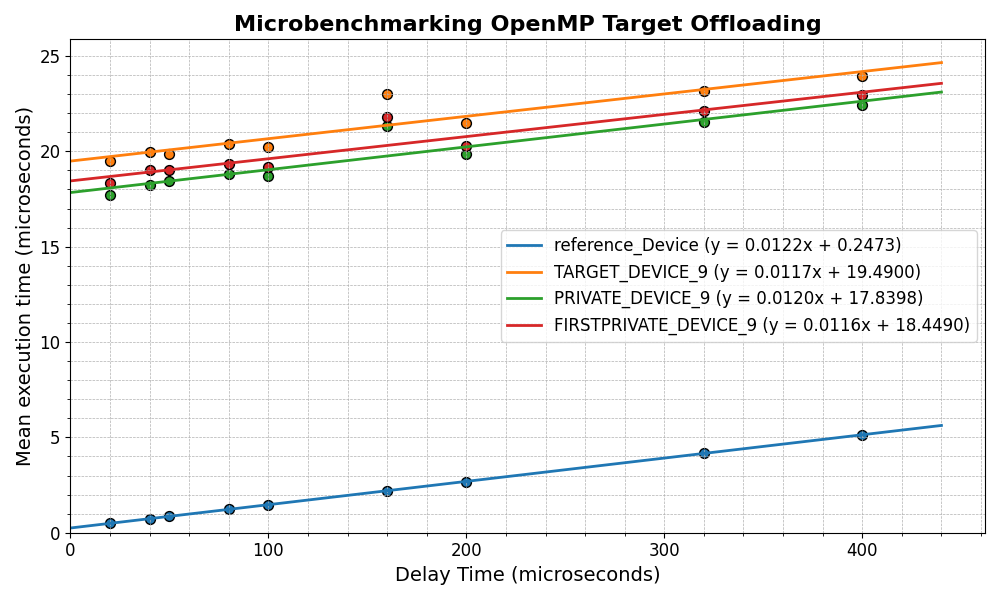 Microbenchmarking OpenMP Target Offloading
Mean execution time (microseconds)
25
20
15
10
5
0
reference_Device (y = 0.0122x + 0.2473)
TARGET_DEVICE_9 (y = 0.0117x + 19.4900)
PRIVATE_DEVICE_9 (y = 0.0120x + 17.8398)
FIRSTPRIVATE_DEVICE_9 (y = 0.0116x + 18.4490)
0 100 200 300 400
Delay Time (microseconds)